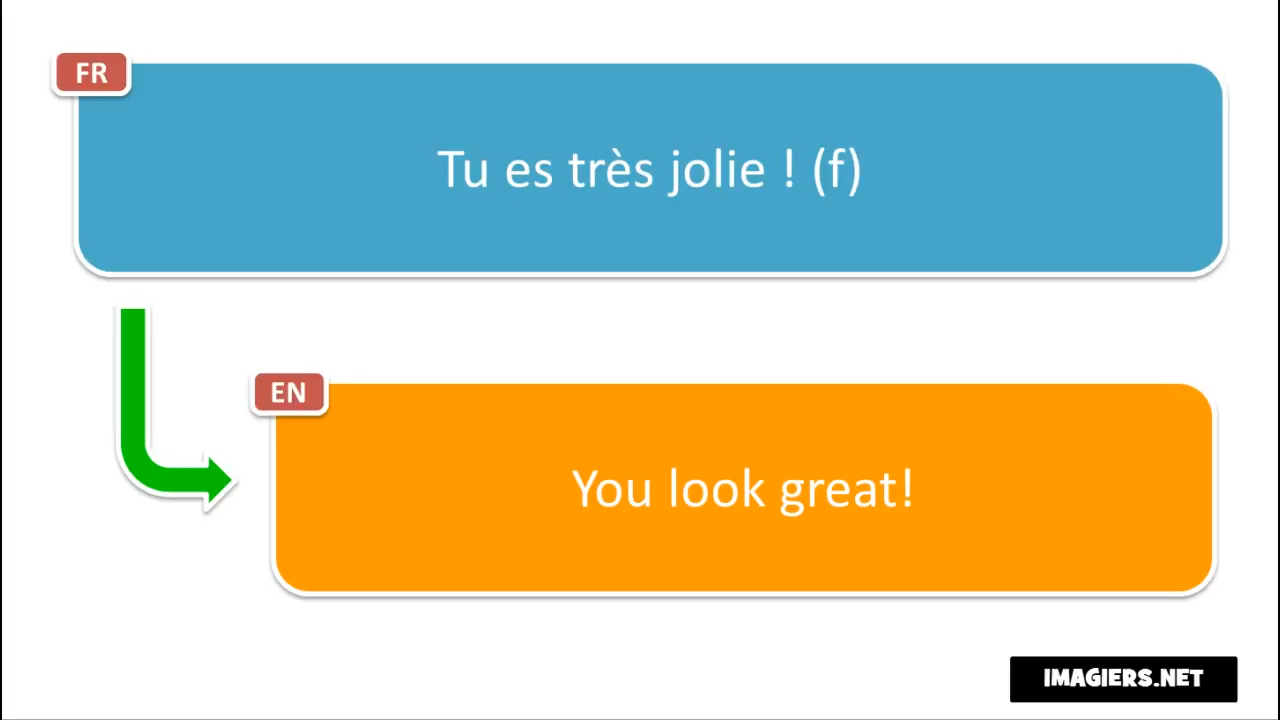 FR
Tu es très jolie ! (f)
EN
You look great!
IMAGIERS.NET